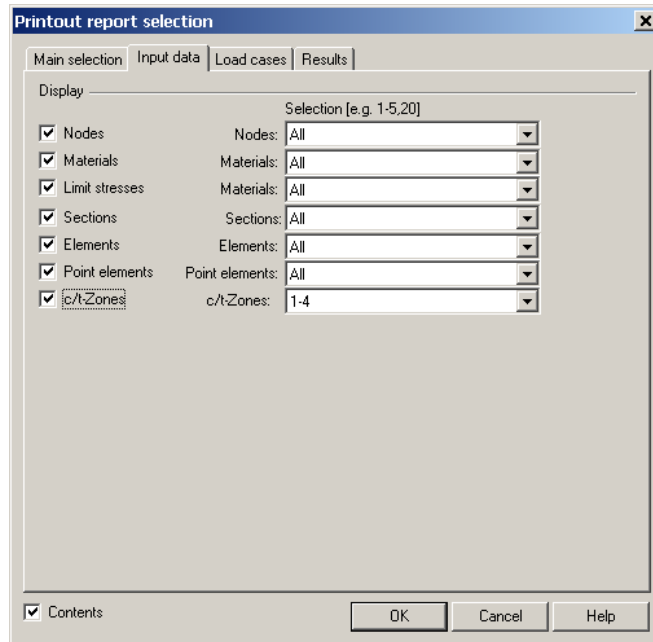 Printout report selection
Main selection Input data Load cases Results
Display
Selection [e.g. 1-5,20]
Nodes Nodes: All
Materials Materials: All
Limit stresses Materials: All
Sections Sections: All
Elements Elements: All
Point elements Point elements: All
c/t-Zones c/t-Zones: 1-4
Contents OK Cancel Help